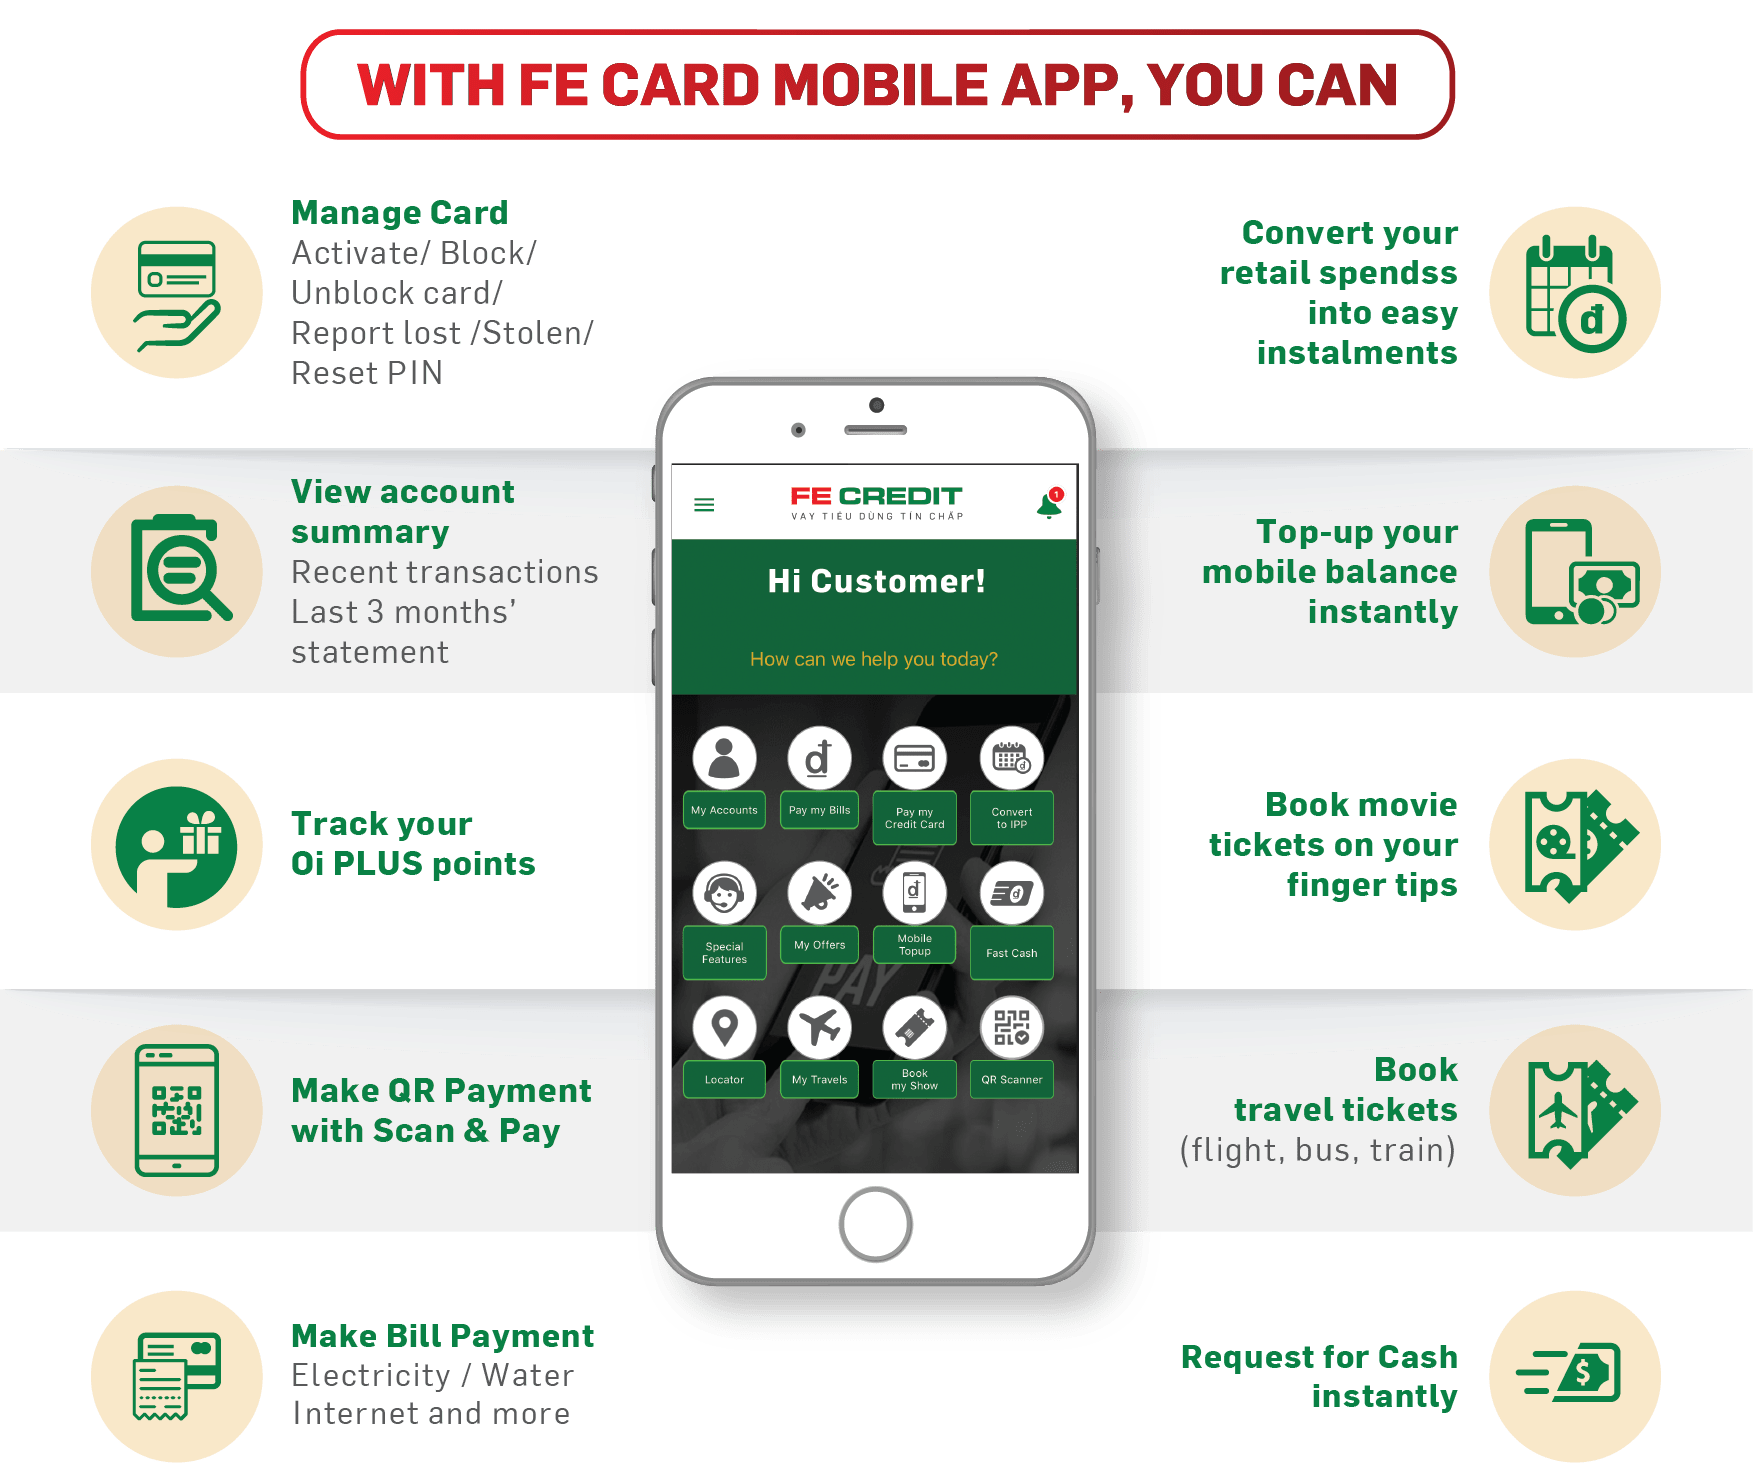 WITH FE CARD MOBILE APP, YOU CAN
Manage Card
Activate/ Block/
Unblock card/
Report lost /Stolen/
Reset PIN
View account
summary
Recent transactions
Last 3 months’
statement
Track your
Oi PLUS points
Make QR Payment
with Scan & Pay
Make Bill Payment
Electricity / Water
Internet and more
FE CREDIT
VAY TIÊU DÙNG TÍN CHẤP
1
Hi Customer!
How can we help you today?
đ
đ
My Accounts
Pay my Bills
Pay my
Credit Card
Convert
to IPP
đ
đ
Special
Features
My Offers
Mobile
Topup
Fast Cash
PAY
Locator
My Travels
Book
my Show
QR Scanner
Convert your
retail spendss
into easy
instalments
đ
Top-up your
mobile balance
instantly
Book movie
tickets on your
finger tips
Book
travel tickets
(flight, bus, train)
Request for Cash
instantly
$